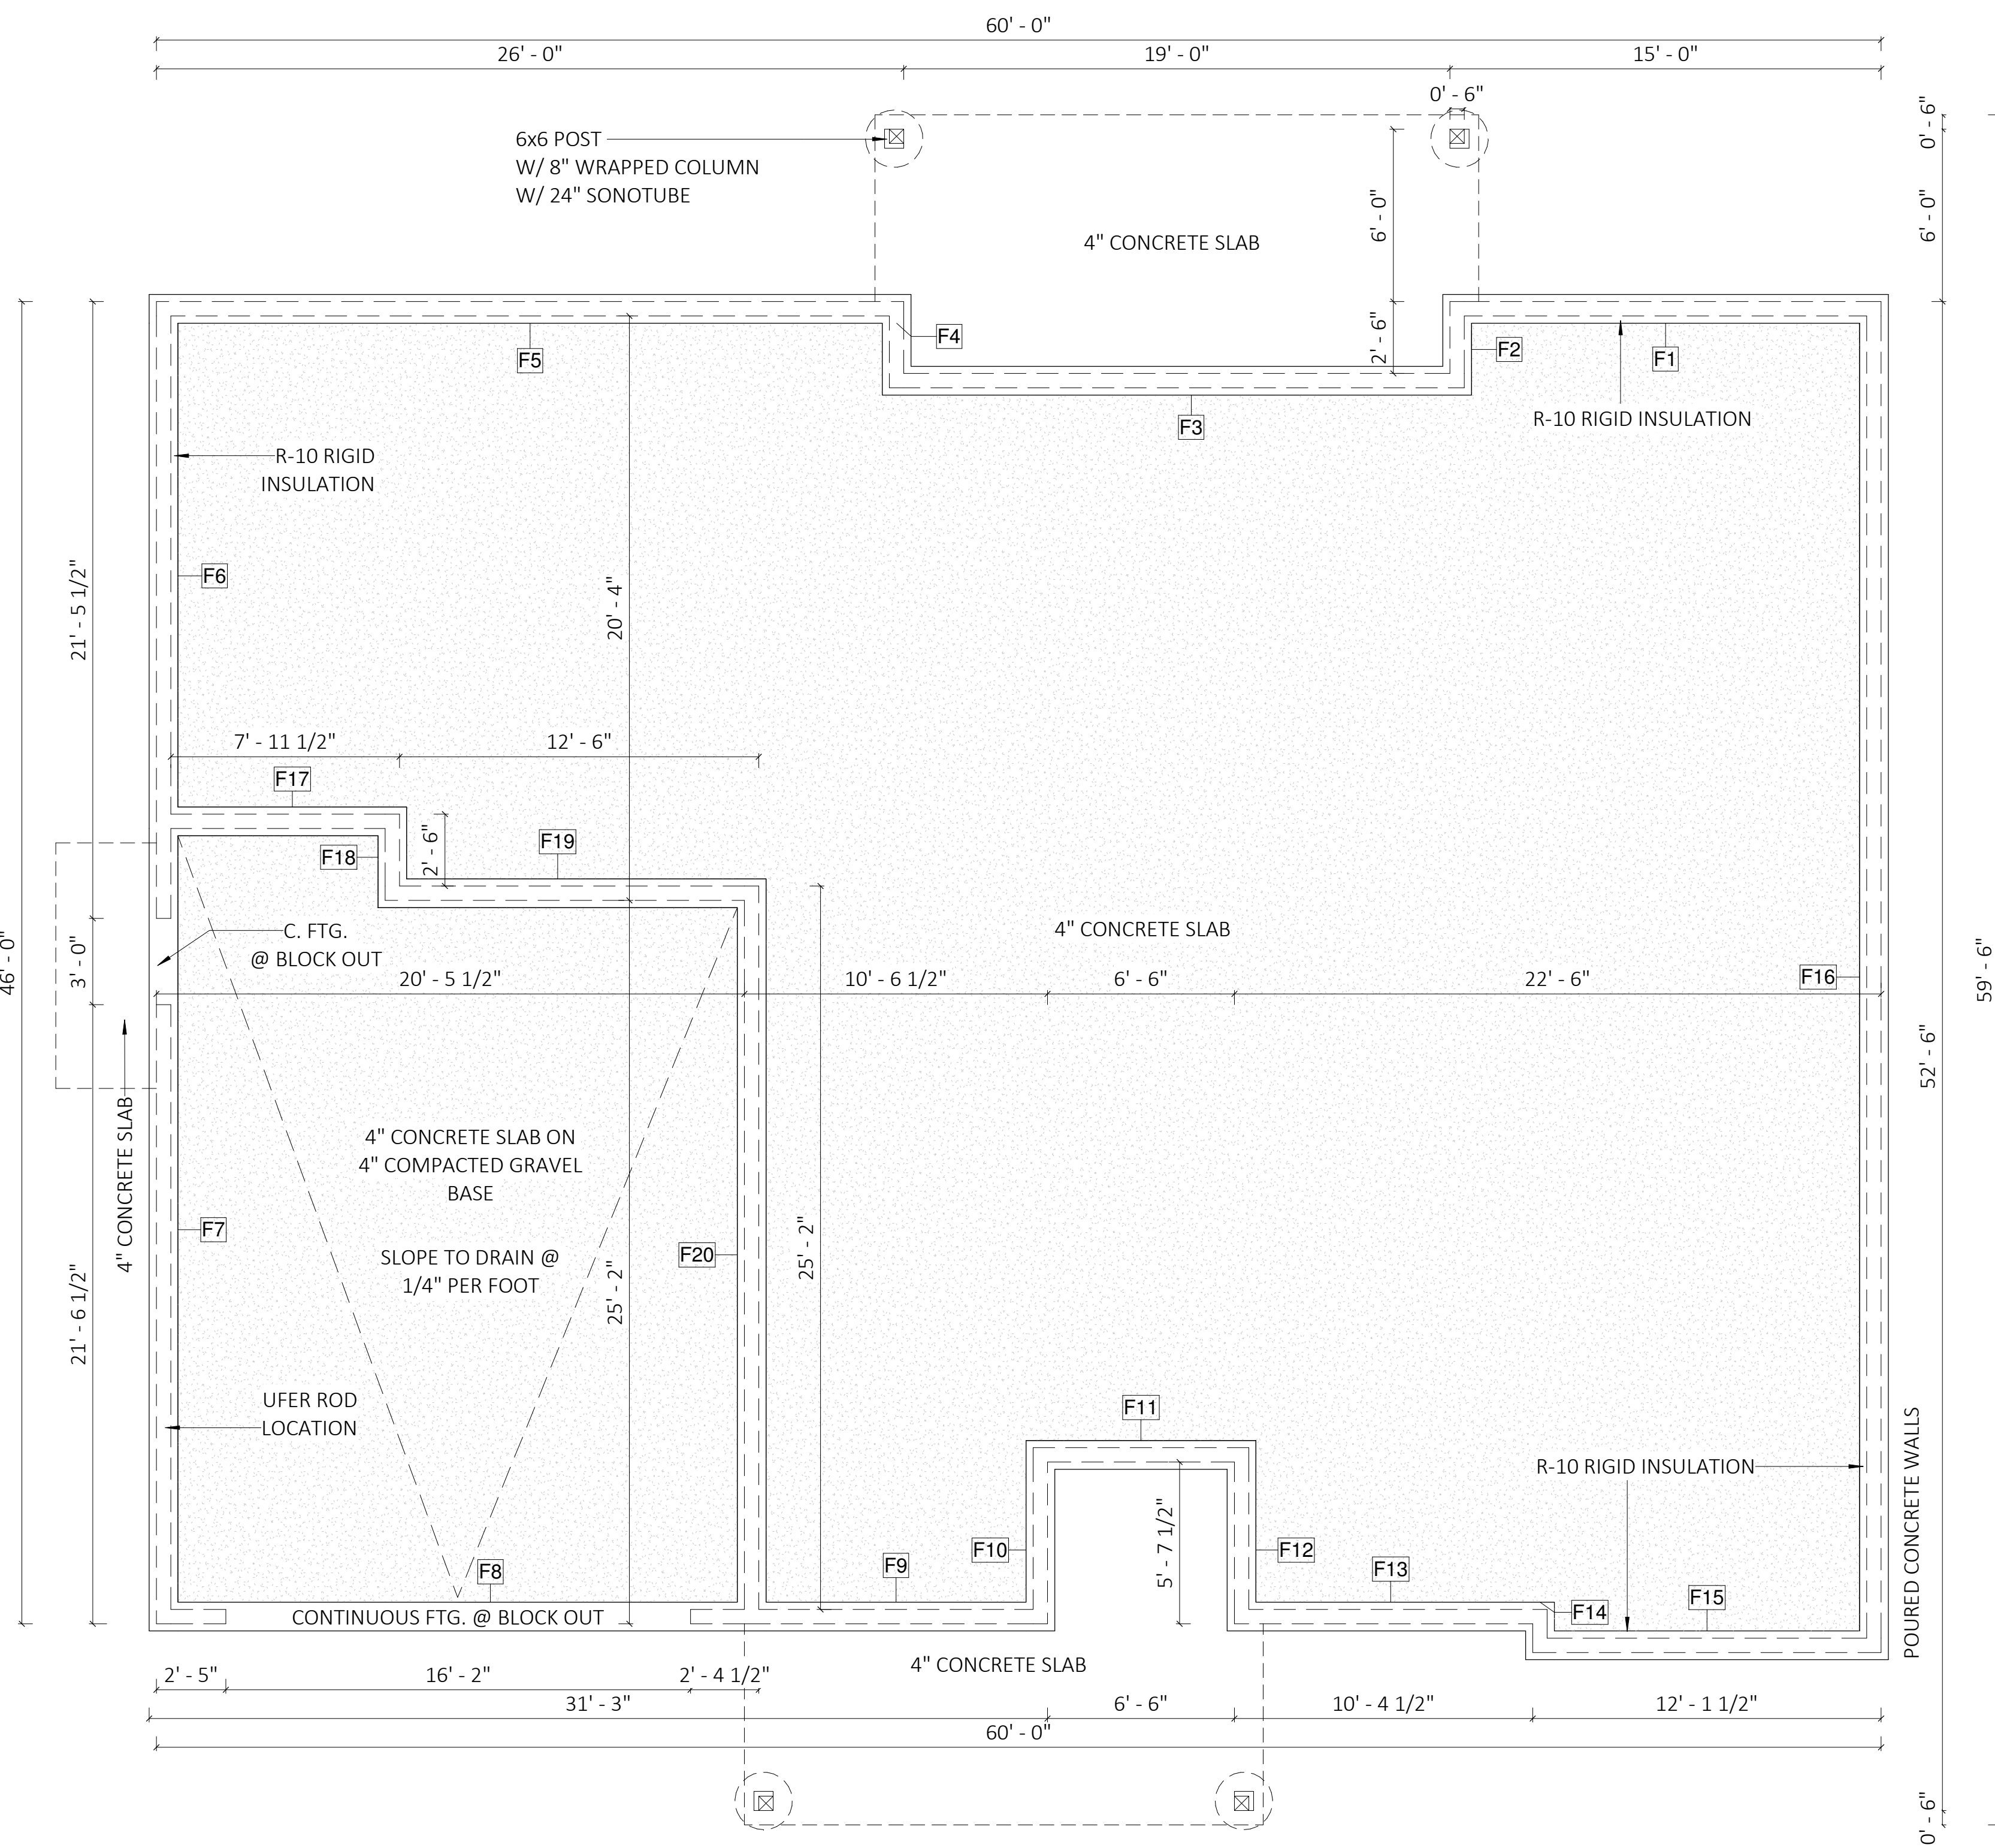 60' - 0"
26' - 0"
19' - 0"
15' - 0"
0' - 6"
0' - 6"
6x6 POST
W/ 8" WRAPPED COLUMN
W/ 24" SONOTUBE
6' - 0"
6' - 0"
4" CONCRETE SLAB
F4
2' - 6"
F2
F1
F5
R-10 RIGID INSULATION
F3
R-10 RIGID
INSULATION
F6
21' - 5 1/2"
20' - 4"
7' - 11 1/2"
12' - 6"
F17
F19
2' - 6"
F18
C. FTG.
@ BLOCK OUT
4" CONCRETE SLAB
46' - 0"
3' - 0"
20' - 5 1/2"
10' - 6 1/2"
6' - 6"
22' - 6"
F16
59' - 6"
52' - 6"
4" CONCRETE SLAB
4" CONCRETE SLAB ON
4" COMPACTED GRAVEL
BASE
F7
F20
25' - 2"
25' - 2"
SLOPE TO DRAIN @
1/4" PER FOOT
21' - 6 1/2"
UFER ROD
LOCATION
F11
R-10 RIGID INSULATION
POURED CONCRETE WALLS
5' - 7 1/2"
F10
F12
F8
F9
F13
F14
F15
CONTINUOUS FTG. @ BLOCK OUT
4" CONCRETE SLAB
2' - 5"
16' - 2"
2' - 4 1/2"
31' - 3"
6' - 6"
10' - 4 1/2"
12' - 1 1/2"
60' - 0"
0' - 6"